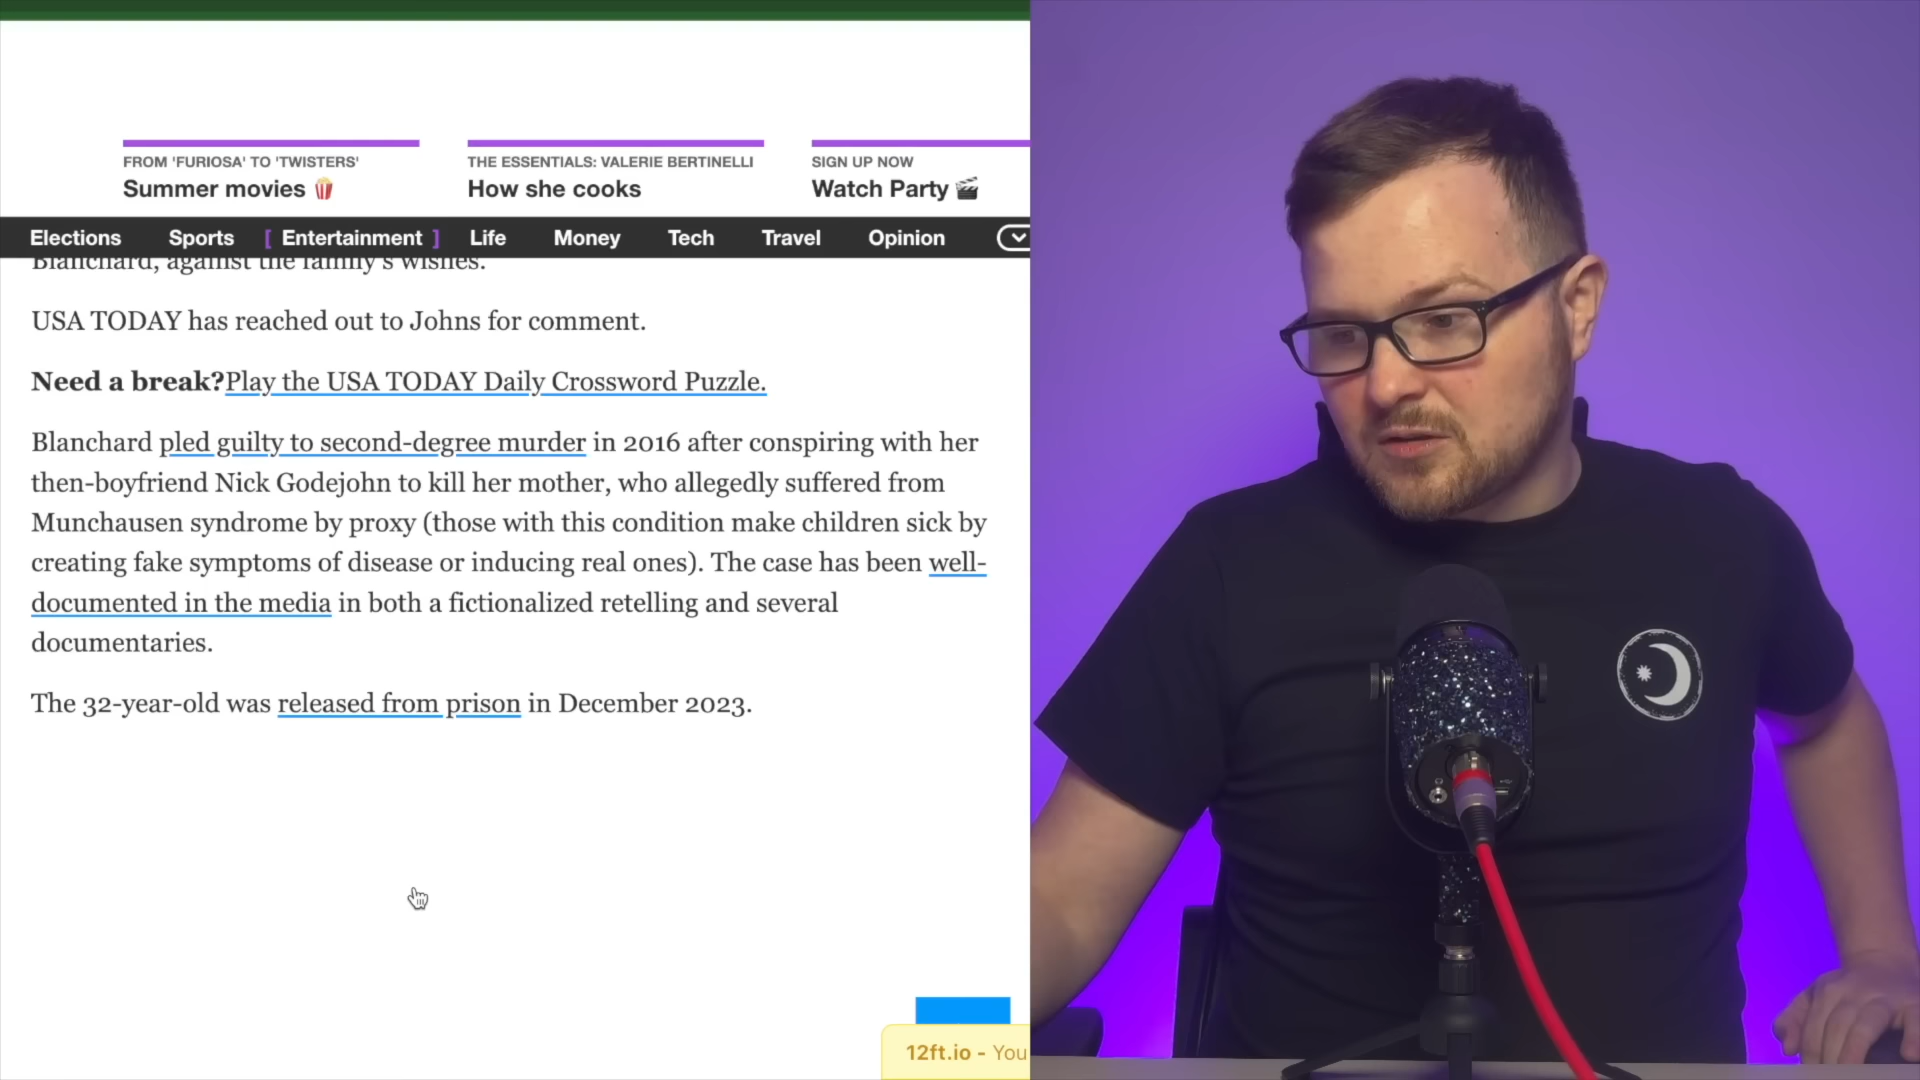 FROM 'FURIOSA' TO 'TWISTERS'
Summer movies
THE ESSENTIALS: VALERIE BERTINELLI
How she cooks
SIGN UP NOW
Watch Party
Elections Sports [ Entertainment ] Life Money Tech Travel Opinion
Blanchard, against the family's wishes.
USA TODAY has reached out to Johns for comment.
Need a break?Play the USA TODAY Daily Crossword Puzzle.
Blanchard pled guilty to second-degree murder in 2016 after conspiring with her
then-boyfriend Nick Godejohn to kill her mother, who allegedly suffered from
Munchausen syndrome by proxy (those with this condition make children sick by
creating fake symptoms of disease or inducing real ones). The case has been well-
documented in the media in both a fictionalized retelling and several
documentaries.
The 32-year-old was released from prison in December 2023.
12ft.io - You